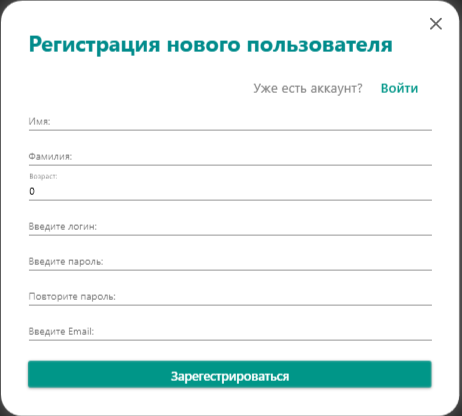 Регистрация нового пользователя
Уже есть аккаунт? Войти
Имя:
Фамилия:
Возраст:
0
Введите логин:
Введите пароль:
Повторите пароль:
Введите Email:
Зарегестрироваться